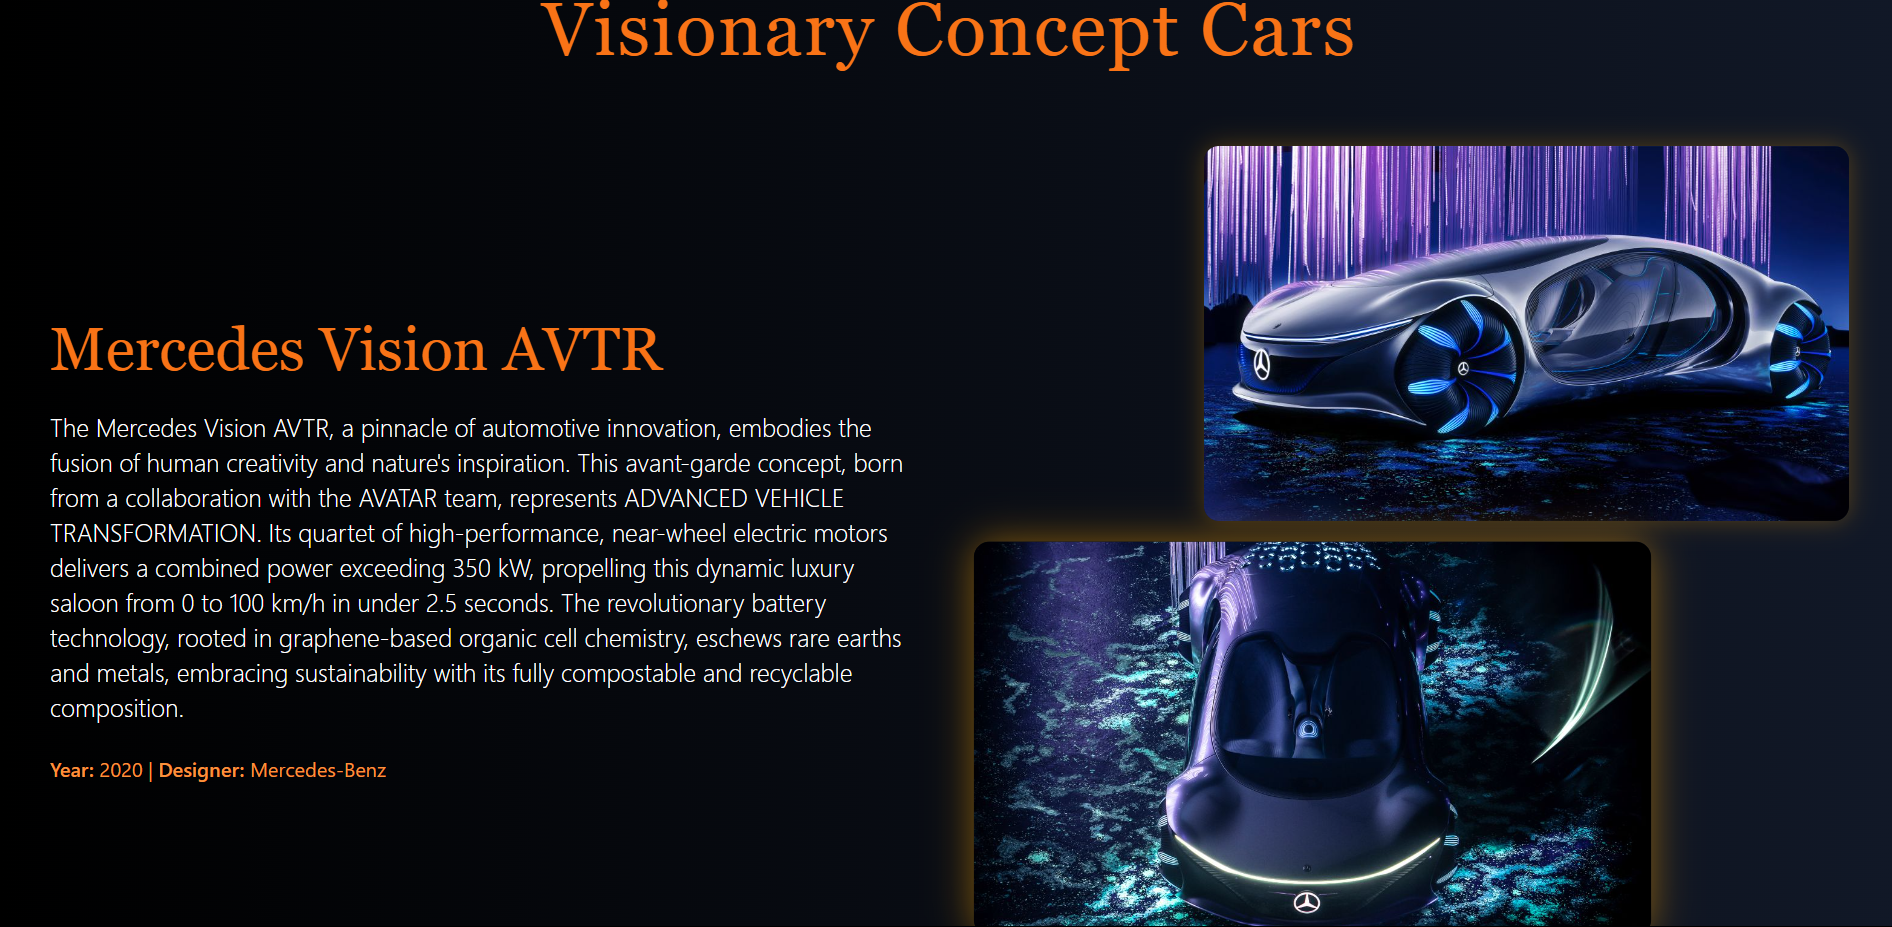 Visionary Concept Cars
Mercedes Vision AVTR
The Mercedes Vision AVTR, a pinnacle of automotive innovation, embodies the
fusion of human creativity and nature's inspiration. This avant-garde concept, born
from a collaboration with the AVATAR team, represents ADVANCED VEHICLE
TRANSFORMATION. Its quartet of high-performance, near-wheel electric motors
delivers a combined power exceeding 350 kW, propelling this dynamic luxury
saloon from 0 to 100 km/h in under 2.5 seconds. The revolutionary battery
technology, rooted in graphene-based organic cell chemistry, eschews rare earths
and metals, embracing sustainability with its fully compostable and recyclable
composition.
Year: 2020 | Designer: Mercedes-Benz